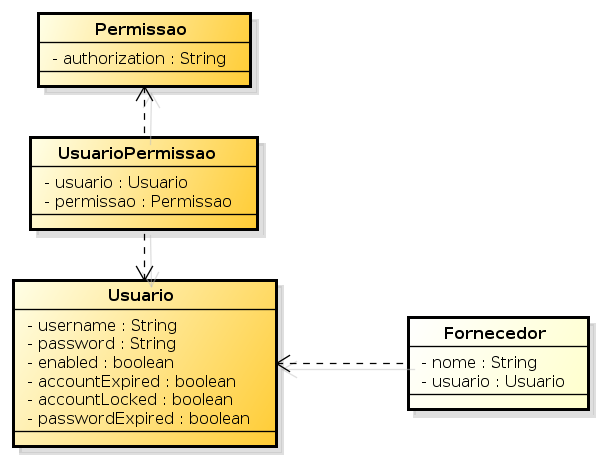 Permissao
- authorization : String
UsuarioPermissao
- usuario : Usuario
- permissao : Permissao
Usuario
- username : String
- password : String
- enabled : boolean
- accountExpired : boolean
- accountLocked : boolean
- passwordExpired : boolean
Fornecedor
- nome : String
- usuario : Usuario